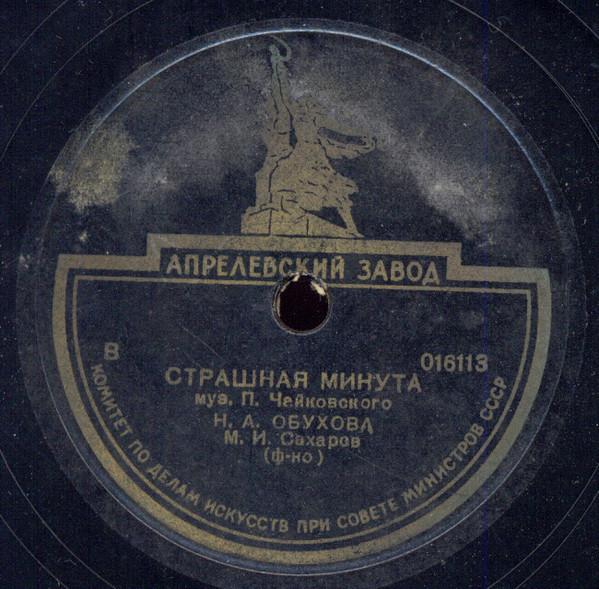 АПРЕЛЕВСКИЙ ЗАВОД
В 016113
СТРАШНАЯ МИНУТА
муз. П. Чайковского
Н. А. ОБУХОВА
М. И. Сахаров
(ф-но)
КОМИТЕТ ПО ДЕЛАМ ИСКУССТВ ПРИ СОВЕТЕ МИНИСТРОВ СССР